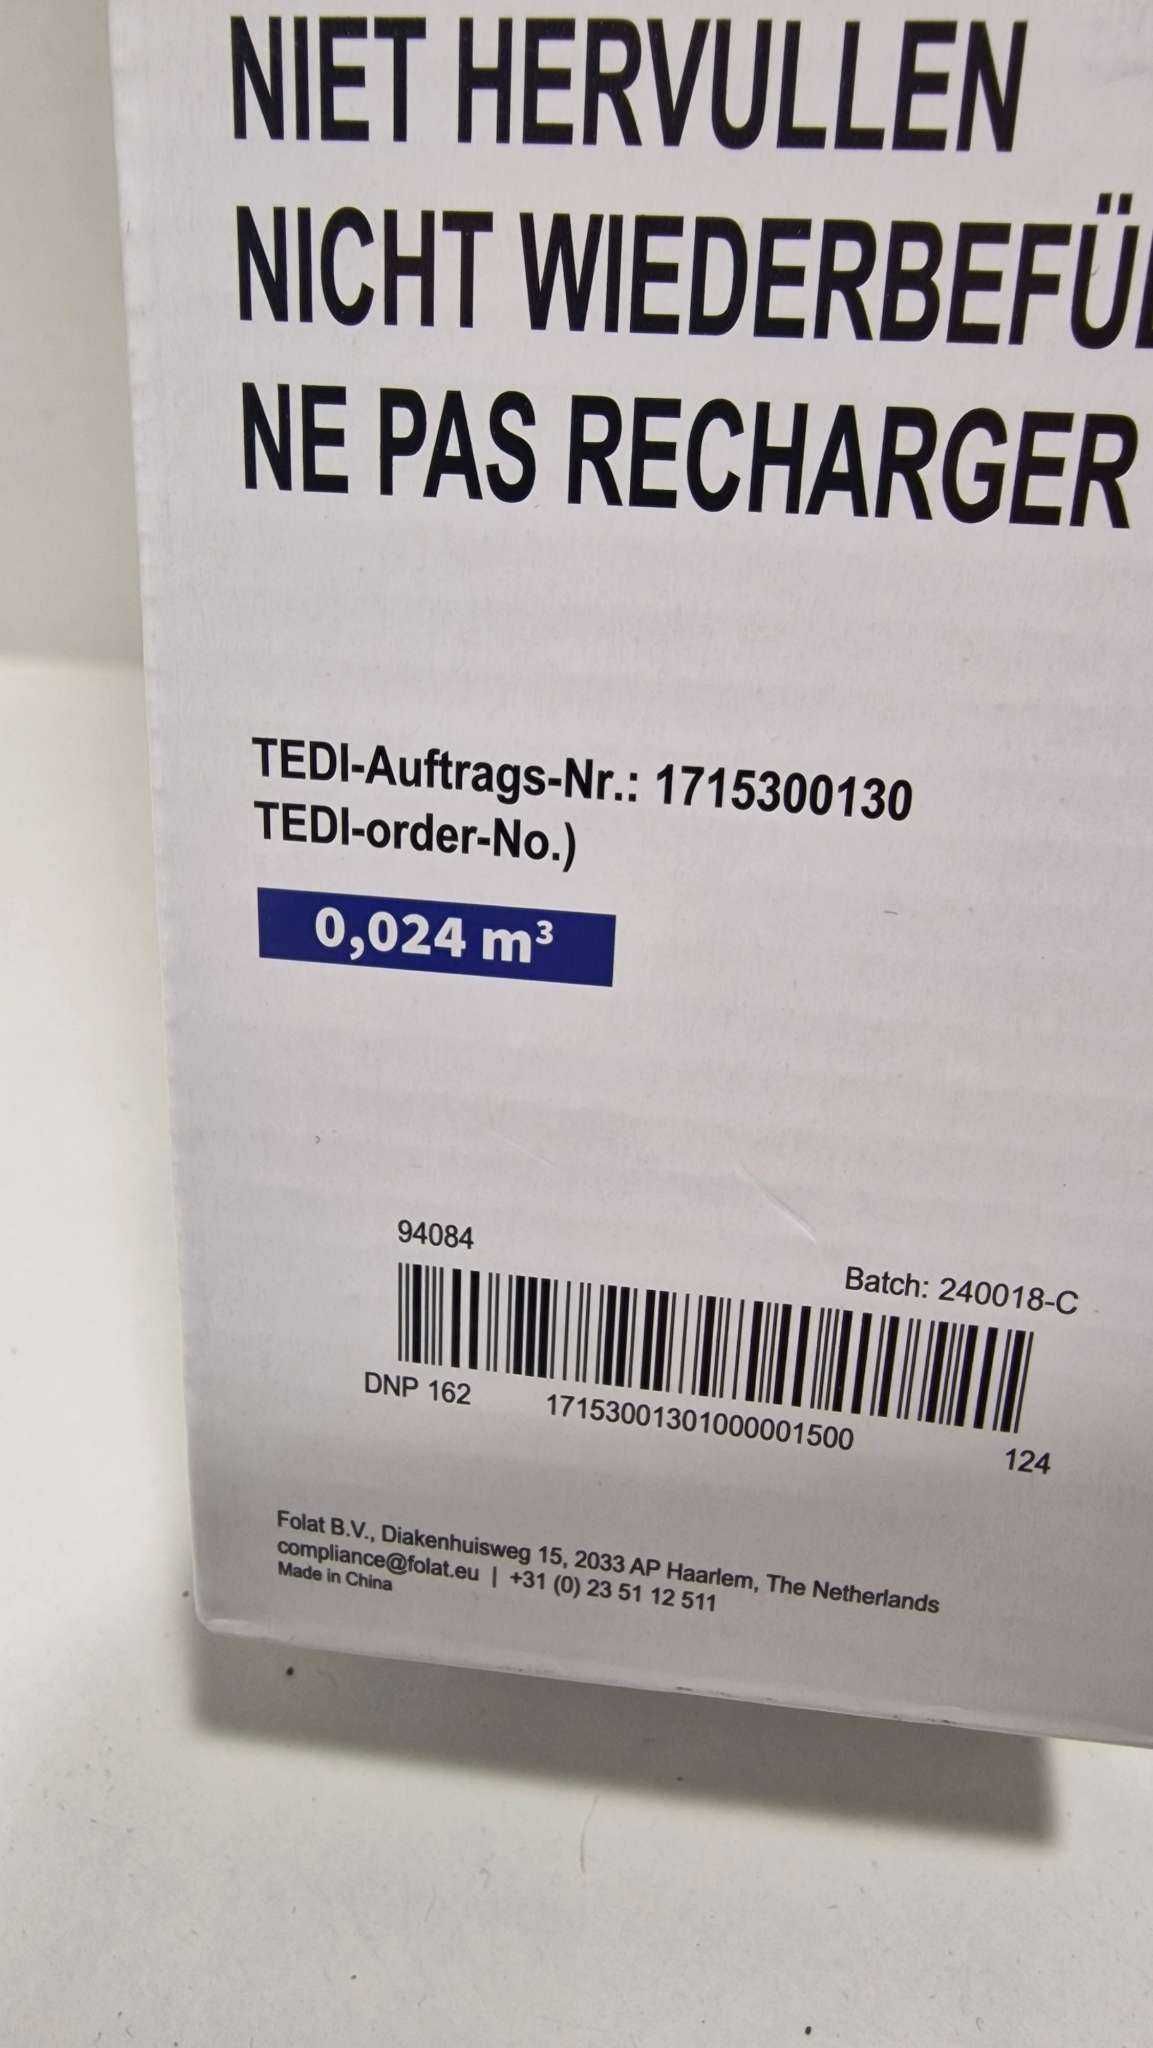 NIET HERVULLEN
NICHT WIEDERBEFÜ
NE PAS RECHARGER
TEDI-Auftrags-Nr.: 1715300130
TEDI-order-No.)
0,024 m³
94084
Batch: 240018-C
DNP 162
17153001301000001500
124
Folat B.V., Diakenhuisweg 15, 2033 AP Haarlem, The Netherlands
compliance@folat.eu | +31 (0) 23 51 12 511
Made in China